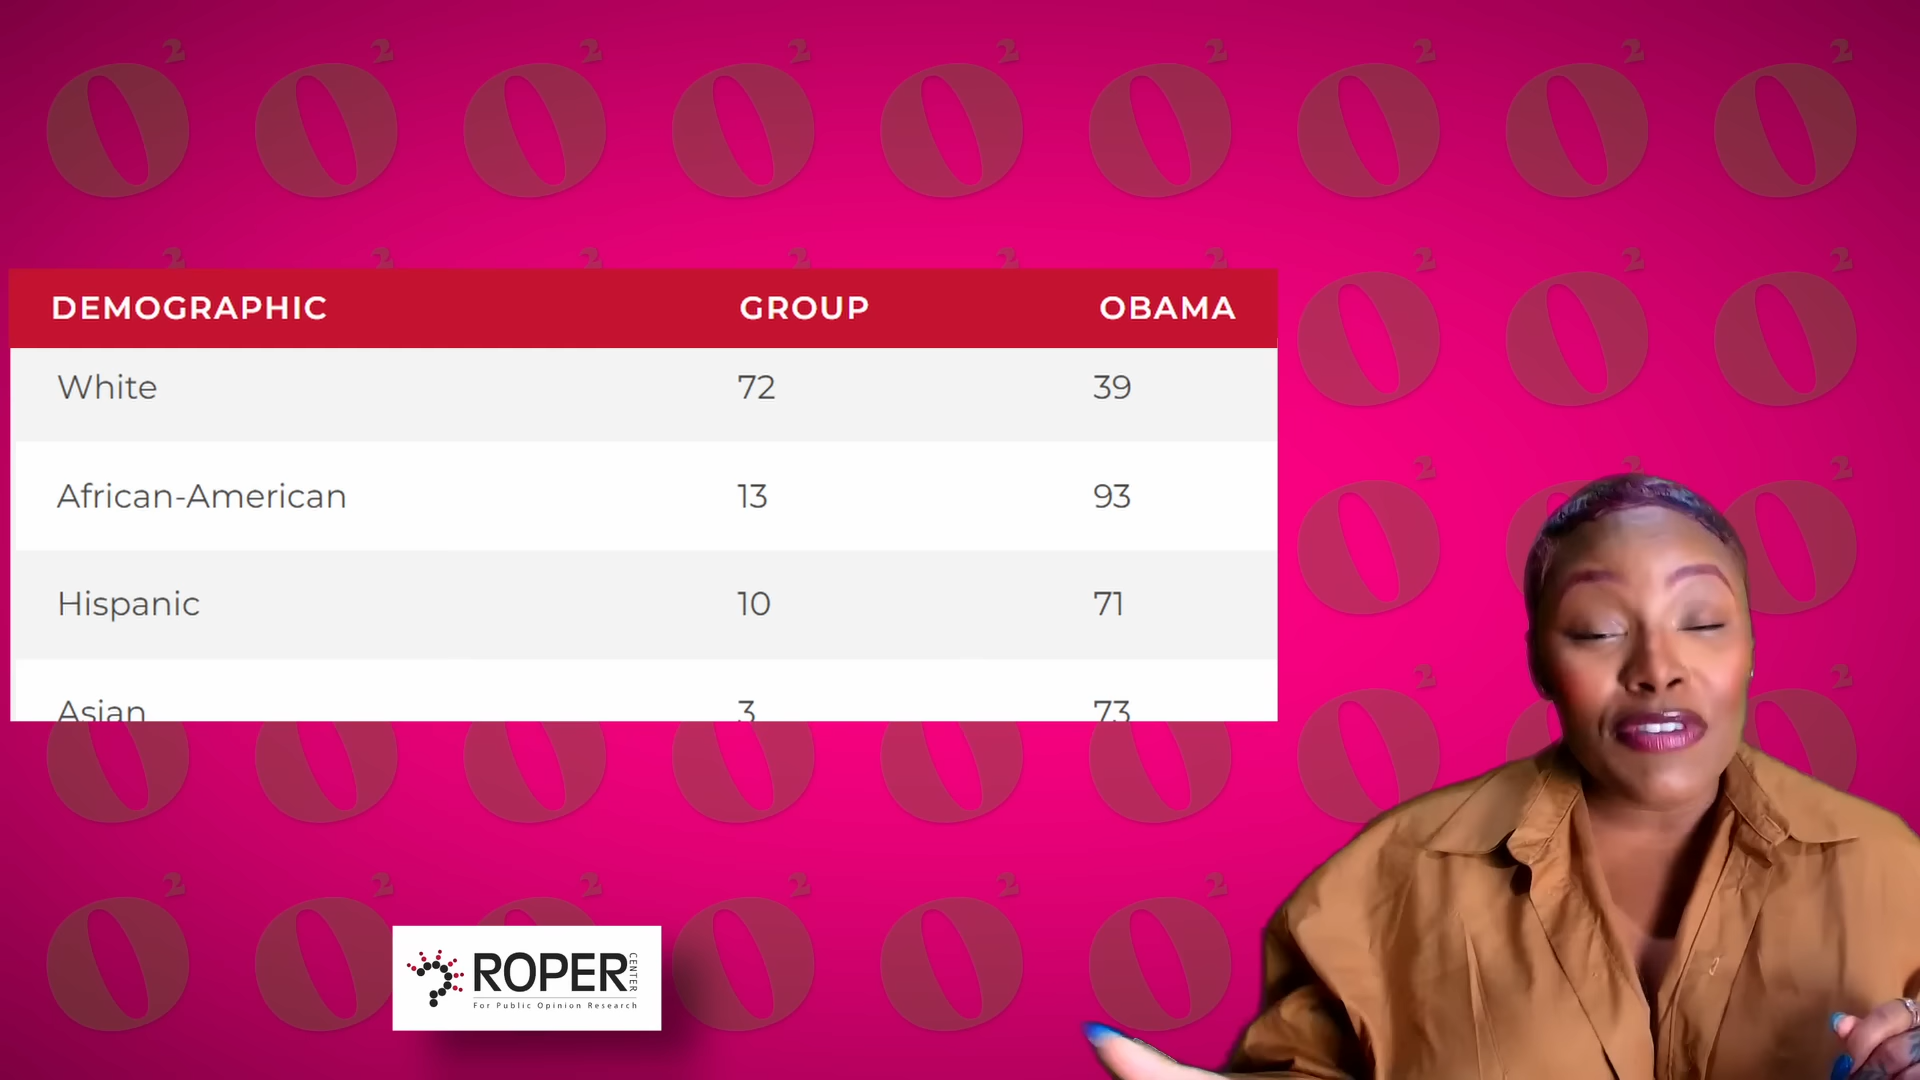 DEMOGRAPHIC GROUP OBAMA
White 72 39
African-American 13 93
Hispanic 10 71
Asian 3 73
ROPER CENTER
For Public Opinion Research